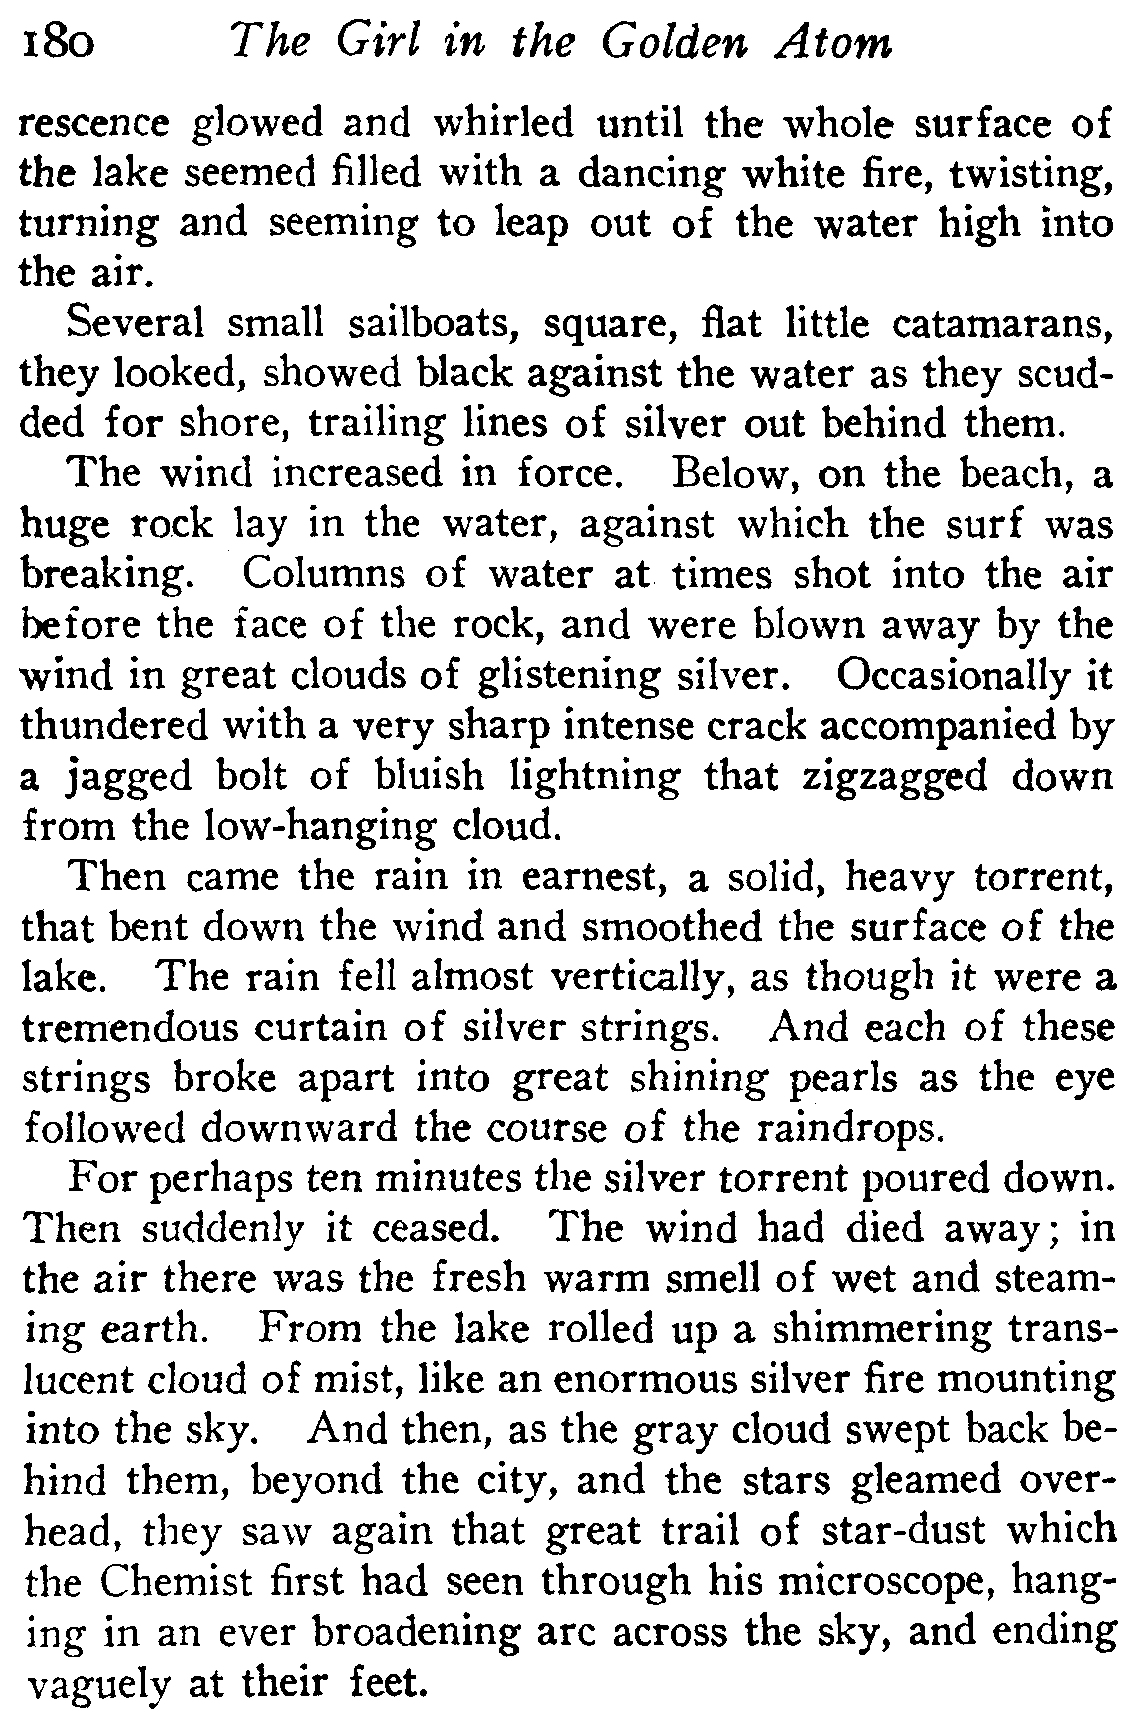 180 The Girl in the Golden Atom
rescence glowed and whirled until the whole surface of
the lake seemed filled with a dancing white fire, twisting,
turning and seeming to leap out of the water high into
the air.
Several small sailboats, square, flat little catamarans,
they looked, showed black against the water as they scud-
ded for shore, trailing lines of silver out behind them.
The wind increased in force. Below, on the beach, a
huge rock lay in the water, against which the surf was
breaking. Columns of water at times shot into the air
before the face of the rock, and were blown away by the
wind in great clouds of glistening silver. Occasionally it
thundered with a very sharp intense crack accompanied by
a jagged bolt of bluish lightning that zigzagged down
from the low-hanging cloud.
Then came the rain in earnest, a solid, heavy torrent,
that bent down the wind and smoothed the surface of the
lake. The rain fell almost vertically, as though it were a
tremendous curtain of silver strings. And each of these
strings broke apart into great shining pearls as the eye
followed downward the course of the raindrops.
For perhaps ten minutes the silver torrent poured down.
Then suddenly it ceased. The wind had died away; in
the air there was the fresh warm smell of wet and steam-
ing earth. From the lake rolled up a shimmering trans-
lucent cloud of mist, like an enormous silver fire mounting
into the sky. And then, as the gray cloud swept back be-
hind them, beyond the city, and the stars gleamed over-
head, they saw again that great trail of star-dust which
the Chemist first had seen through his microscope, hang-
ing in an ever broadening arc across the sky, and ending
vaguely at their feet.